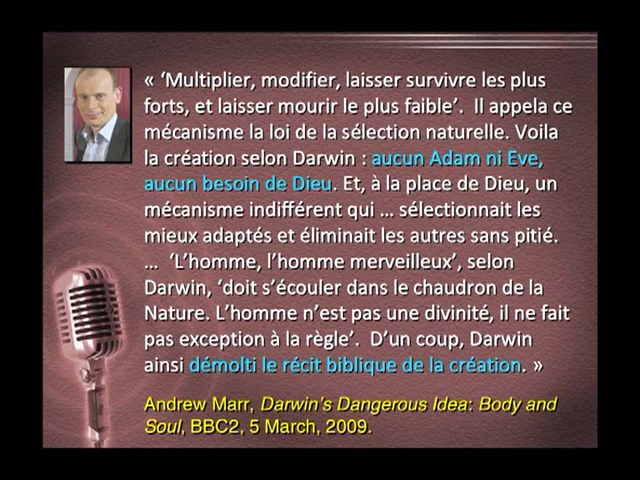 « ‘Multiplier, modifier, laisser survivre les plus
forts, et laisser mourir le plus faible’. Il appela ce
mécanisme la loi de la sélection naturelle. Voila
la création selon Darwin : aucun Adam ni Eve,
aucun besoin de Dieu. Et, à la place de Dieu, un
mécanisme indifférent qui ... sélectionnait les
mieux adaptés et éliminait les autres sans pitié.
... ‘L’homme, l’homme merveilleux’, selon
Darwin, ‘doit s’écouler dans le chaudron de la
Nature. L’homme n’est pas une divinité, il ne fait
pas exception à la règle’. D’un coup, Darwin
ainsi démolti le récit biblique de la création. »
Andrew Marr, Darwin’s Dangerous Idea: Body and
Soul, BBC2, 5 March, 2009.